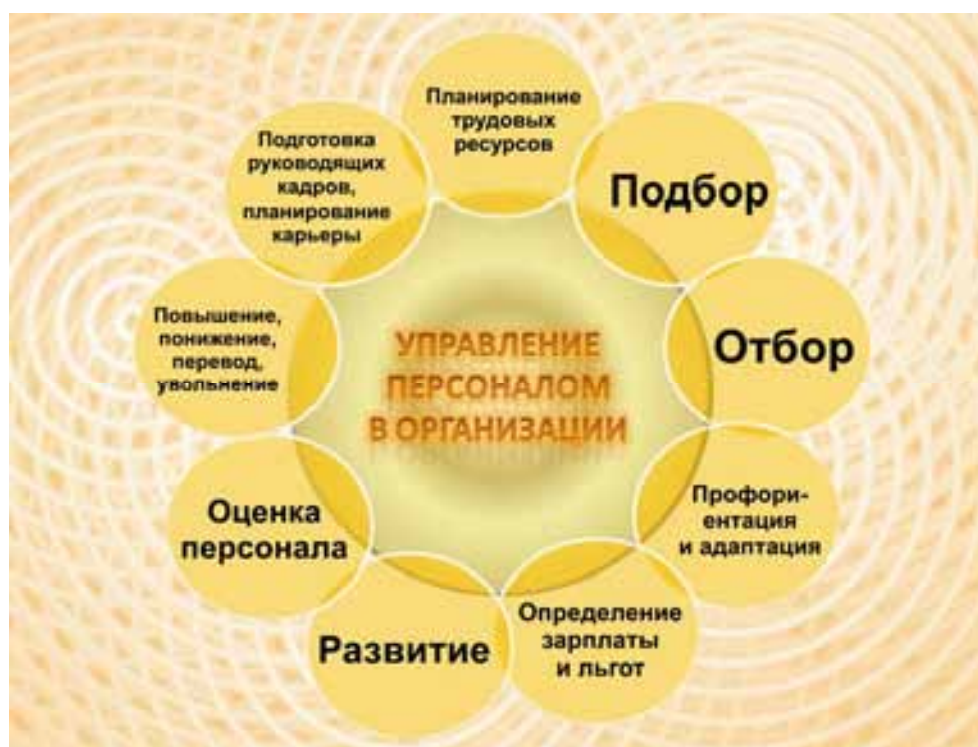 Планирование
трудовых
ресурсов
Подбор
Отбор
Профори-
ентация
и адаптация
Определение
зарплаты
и льгот
Развитие
Оценка
персонала
Повышение,
понижение,
перевод,
увольнение
Подготовка
руководящих
кадров,
планирование
карьеры
УПРАВЛЕНИЕ
ПЕРСОНАЛОМ
В ОРГАНИЗАЦИИ